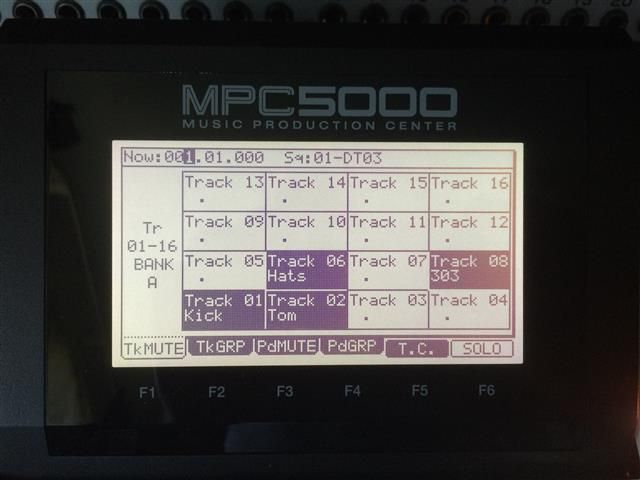 MPC5000
MUSIC PRODUCTION CENTER
Now:001.01.000 Sq:01-DT03
Track 13 Track 14 Track 15 Track 16
Track 09 Track 10 Track 11 Track 12
Tr
01-16
BANK
A
Track 05 Track 06 Track 07 Track 08
Hats 303
Track 01 Track 02 Track 03 Track 04
Kick Tom
TkMUTE TkGRP PdMUTE PdGRP T.C. SOLO
F1 F2 F3 F4 F5 F6